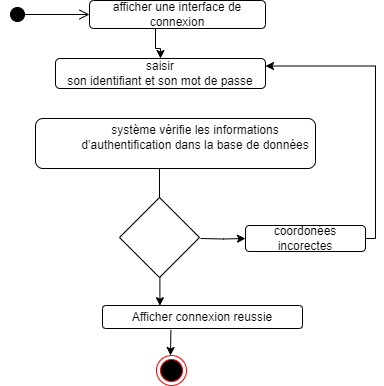 afficher une interface de
connexion
saisir
son identifiant et son mot de passe
système vérifie les informations
d'authentification dans la base de données
coordonées
incorectes
Afficher connexion reussie